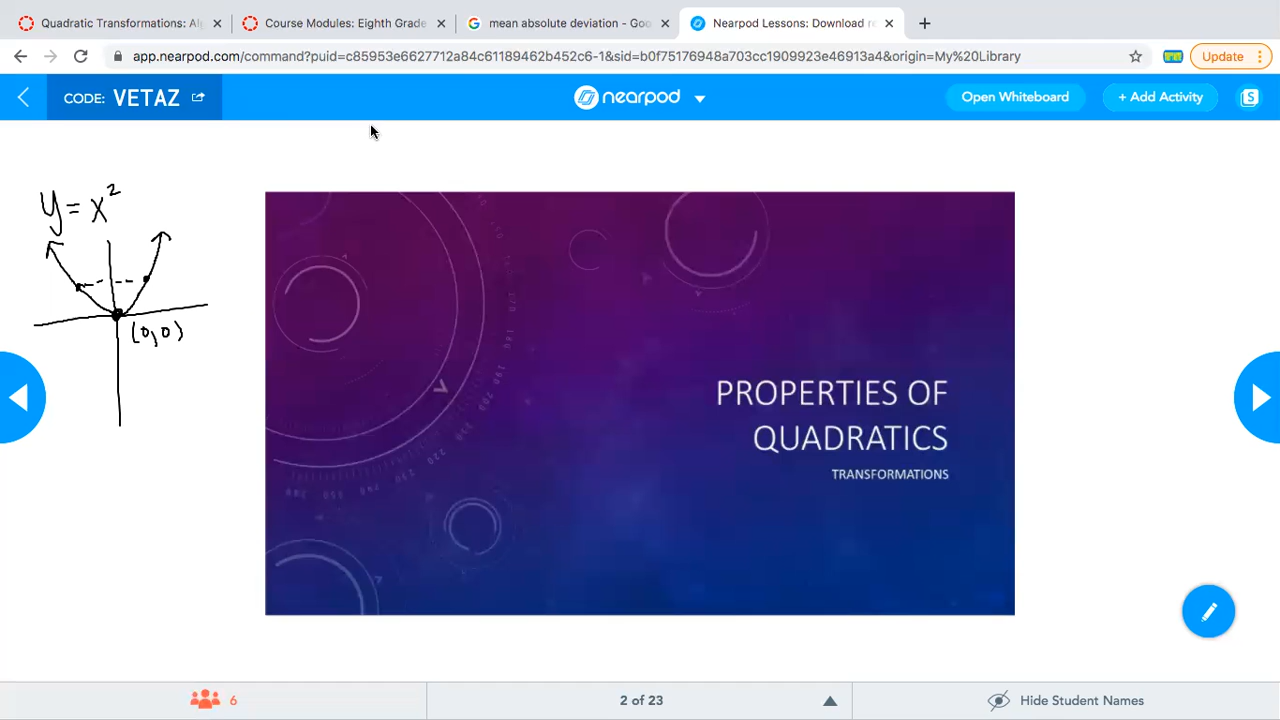 Quadratic Transformations: Al
Course Modules: Eighth Grade
mean absolute deviation - Goo
Nearpod Lessons: Download re
app.nearpod.com/command?puid=c85953e6627712a84c61189462b452c6-1&sid=b0f75176948a703cc1909923e46913a4&origin=My%20Library
Update
CODE: VETAZ
nearpod
Open Whiteboard
+ Add Activity
S
y = x²
(0,0)
PROPERTIES OF
QUADRATICS
TRANSFORMATIONS
6
2 of 23
Hide Student Names